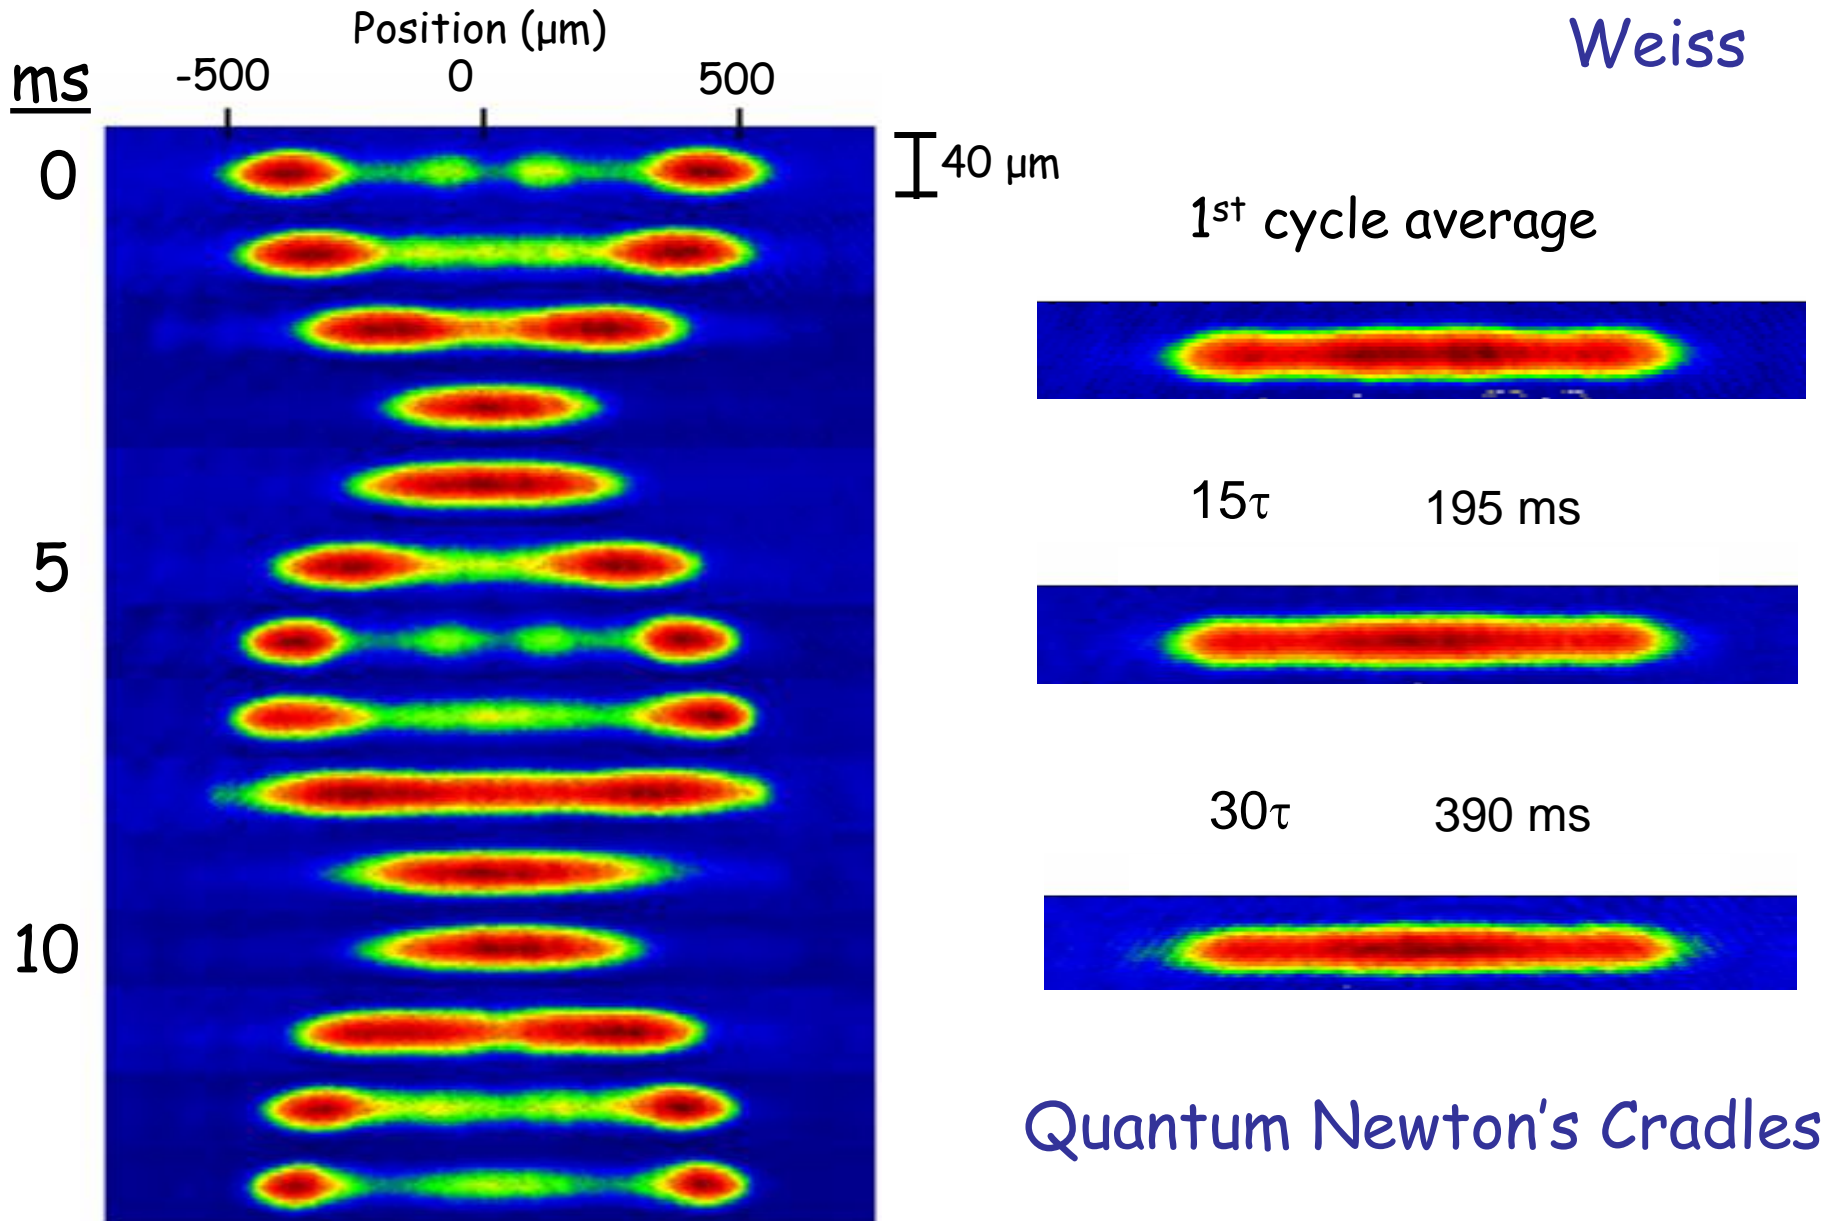 Position (μm)
Weiss
ms
-500 0 500
0
40 μm
1st cycle average
15τ 195 ms
5
30τ 390 ms
10
Quantum Newton’s Cradles